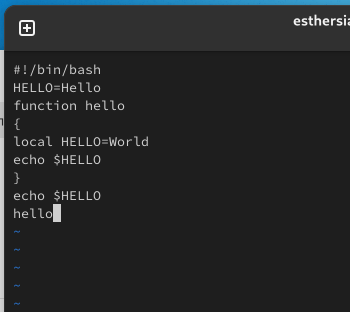 esthersia
#!/bin/bash
HELLO=Hello
function hello
{
local HELLO=World
echo $HELLO
}
echo $HELLO
hello
~
~
~
~
~